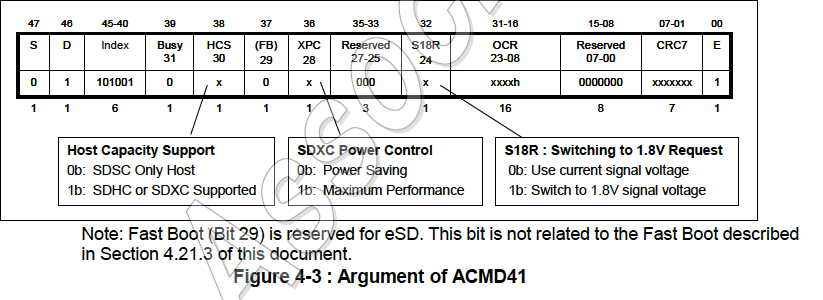 47 46 45-40 39 38 37 36 35-33 32 31-16 15-08 07-01 00
S D Index Busy HCS (FB) XPC Reserved S18R OCR Reserved CRC7 E
31 30 29 28 27-25 24 23-08 07-00
0 1 101001 0 x 0 x 000 x xxxxh 0000000 xxxxxxx 1
1 1 6 1 1 1 1 3 1 16 8 7 1
Host Capacity Support
0b: SDSC Only Host
1b: SDHC or SDXC Supported
SDXC Power Control
0b: Power Saving
1b: Maximum Performance
S18R : Switching to 1.8V Request
0b: Use current signal voltage
1b: Switch to 1.8V signal voltage
Note: Fast Boot (Bit 29) is reserved for eSD. This bit is not related to the Fast Boot described
in Section 4.21.3 of this document.
Figure 4-3 : Argument of ACMD41